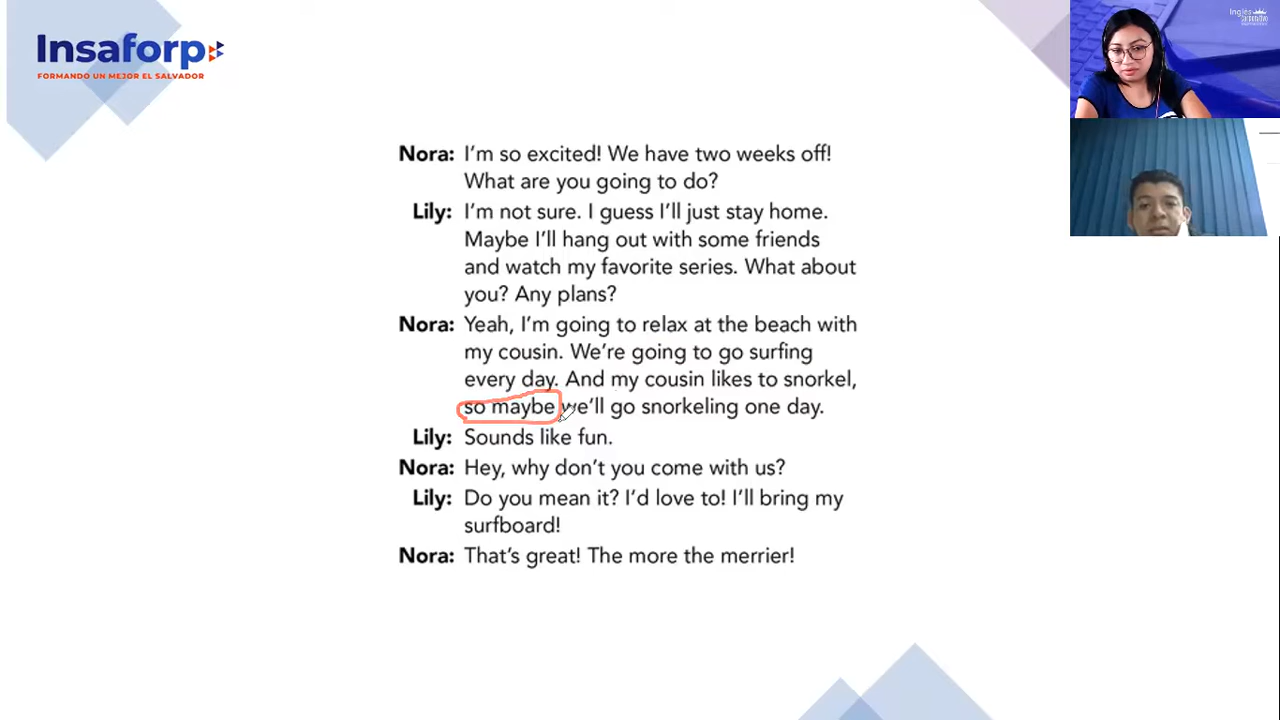 Insaforp
FORMANDO UN MEJOR EL SALVADOR
Inglés
Nora: I'm so excited! We have two weeks off!
What are you going to do?
Lily: I'm not sure. I guess I'll just stay home.
Maybe I'll hang out with some friends
and watch my favorite series. What about
you? Any plans?
Nora: Yeah, I'm going to relax at the beach with
my cousin. We're going to go surfing
every day. And my cousin likes to snorkel,
so maybe we'll go snorkeling one day.
Lily: Sounds like fun.
Nora: Hey, why don't you come with us?
Lily: Do you mean it? I'd love to! I'll bring my
surfboard!
Nora: That's great! The more the merrier!